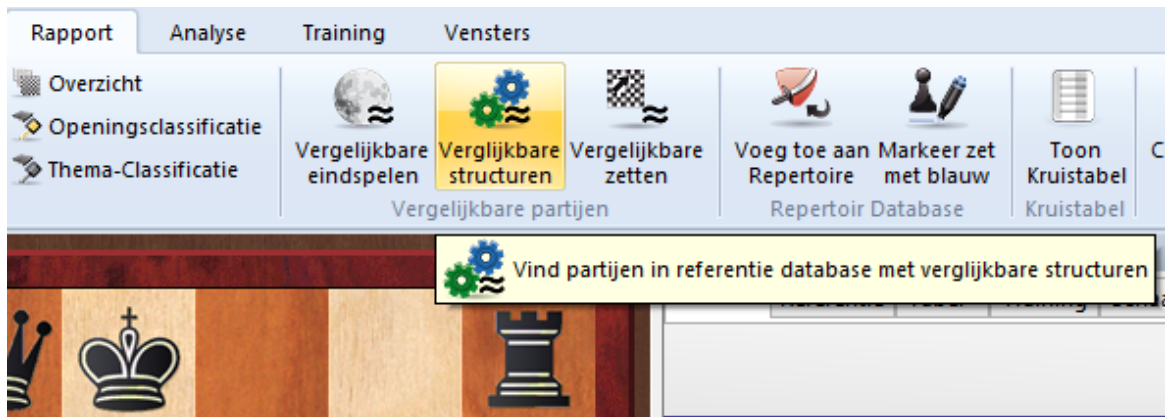 Rapport Analyse Training Vensters
Overzicht
Openingsclassificatie
Thema-Classificatie
Vergelijkbare eindspelen
Verglijkbare structuren
Vergelijkbare zetten
Vergelijkbare partijen
Voeg toe aan Repertoire
Markeer zet met blauw
Repertoir Database
Toon Kruistabel
Kruistabel
C
Vind partijen in referentie database met verglijkbare structuren